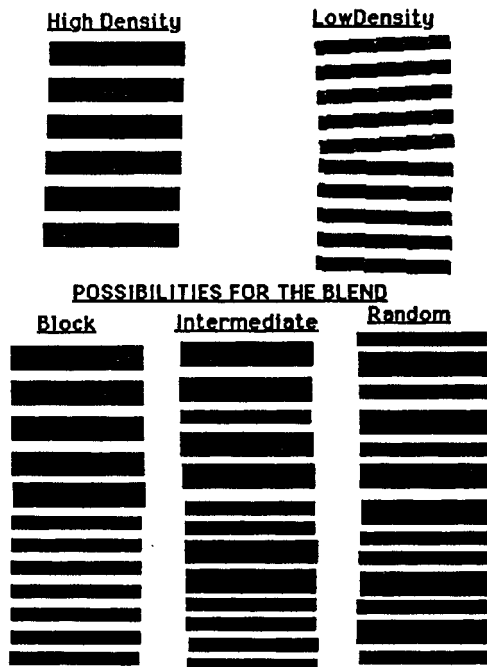 High Density LowDensity
POSSIBILITIES FOR THE BLEND
Block Intermediate Random